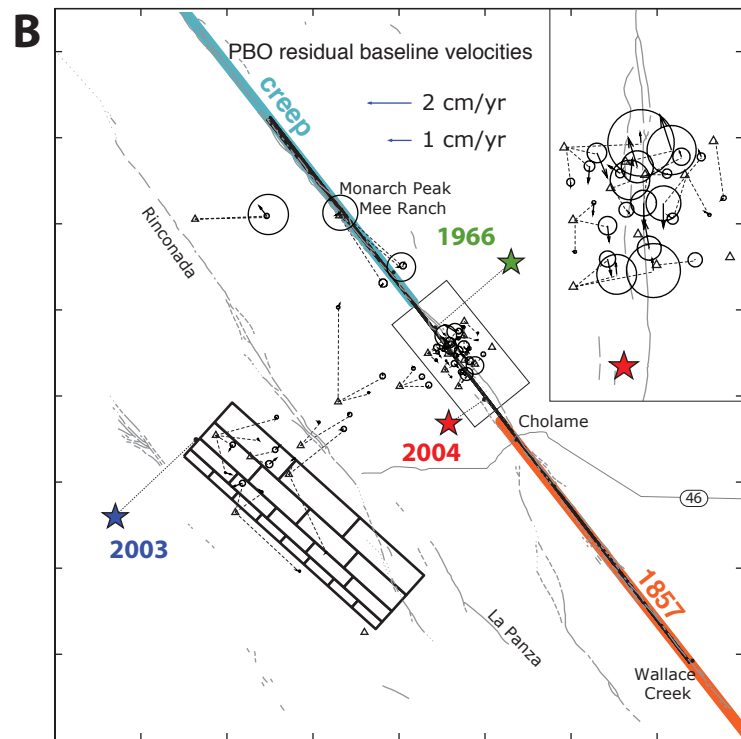 B
PBO residual baseline velocities
creep
2 cm/yr
1 cm/yr
Monarch Peak
Mee Ranch
Rinconada
1966
Cholame
2004
46
2003
1857
La Panza
Wallace
Creek